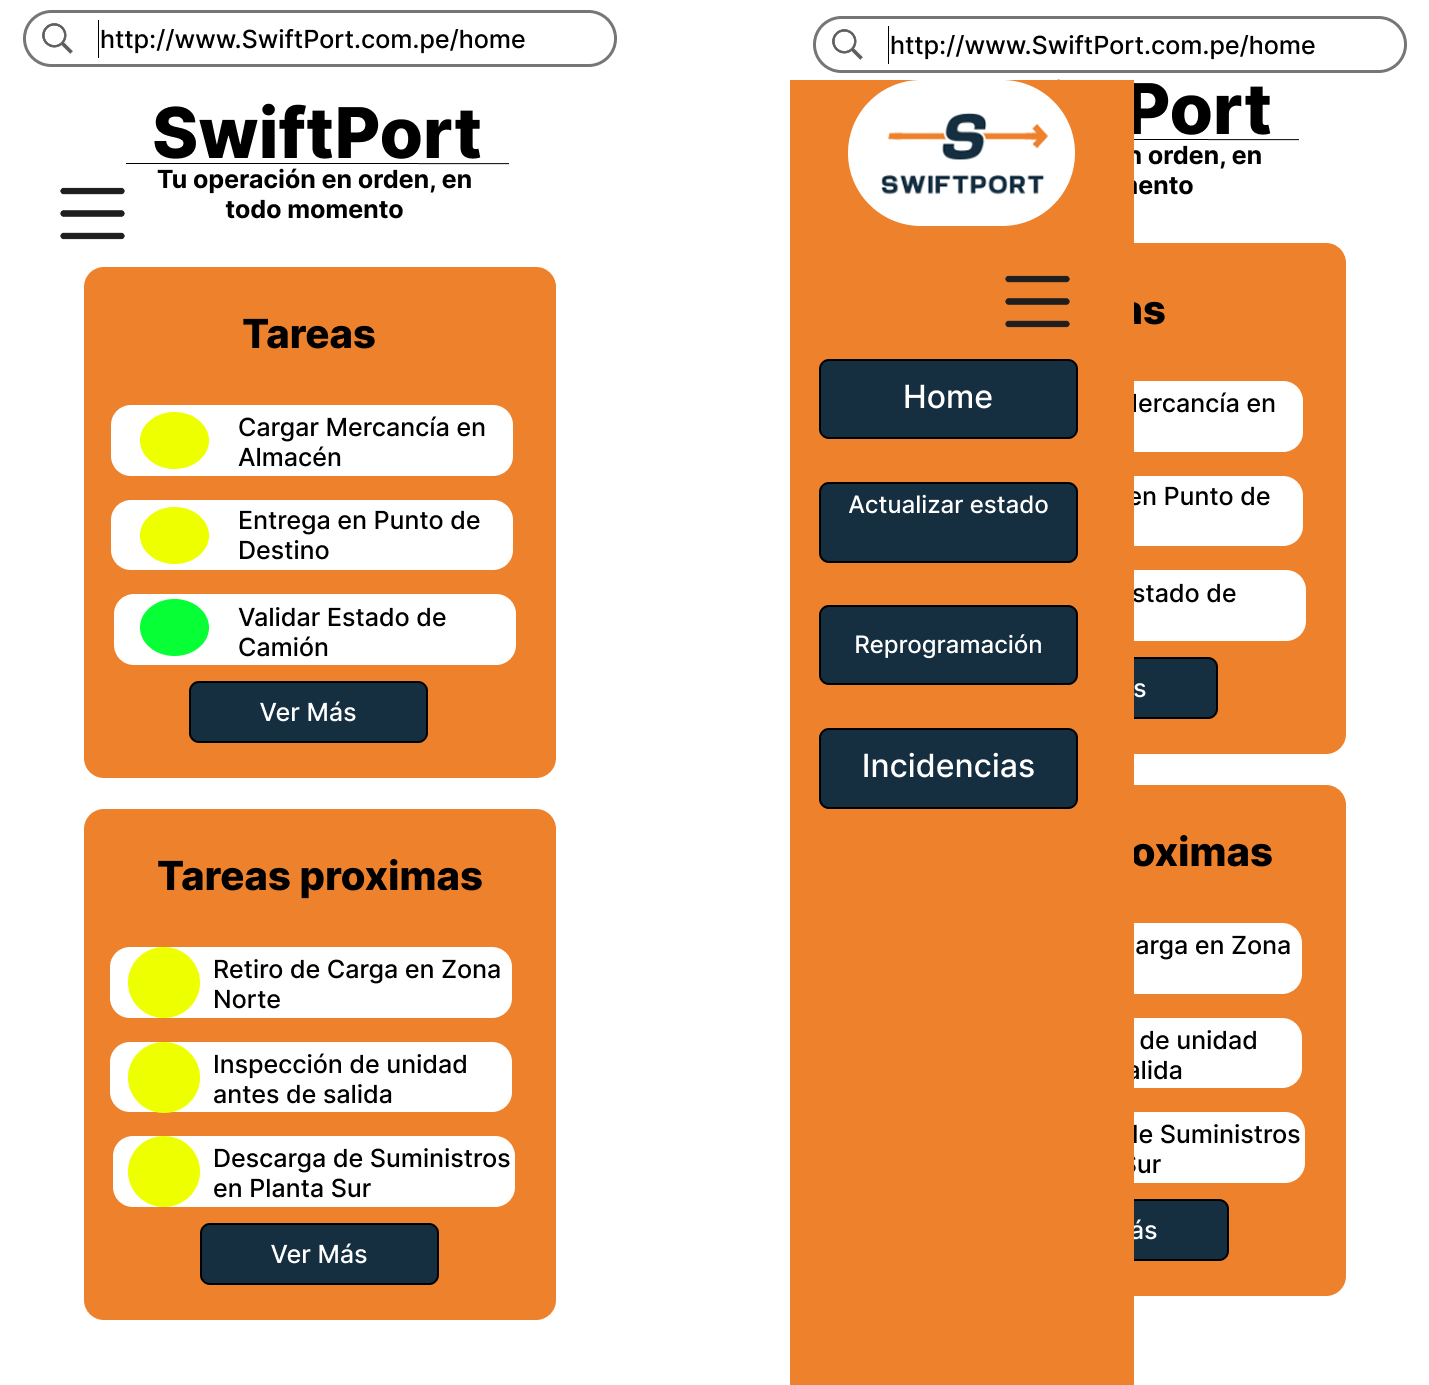 http://www.SwiftPort.com.pe/home
SwiftPort
Tu operación en orden, en
todo momento
Tareas
Cargar Mercancía en
Almacén
Entrega en Punto de
Destino
Validar Estado de
Camión
Ver Más
Tareas proximas
Retiro de Carga en Zona
Norte
Inspección de unidad
antes de salida
Descarga de Suministros
en Planta Sur
Ver Más
http://www.SwiftPort.com.pe/home
Port
S
SWIFTPORT
n orden, en
ento
Home
Actualizar estado
Reprogramación
Incidencias
as
Mercancía en
en Punto de
stado de
s
oximas
arga en Zona
de unidad
alida
de Suministros
Sur
ás